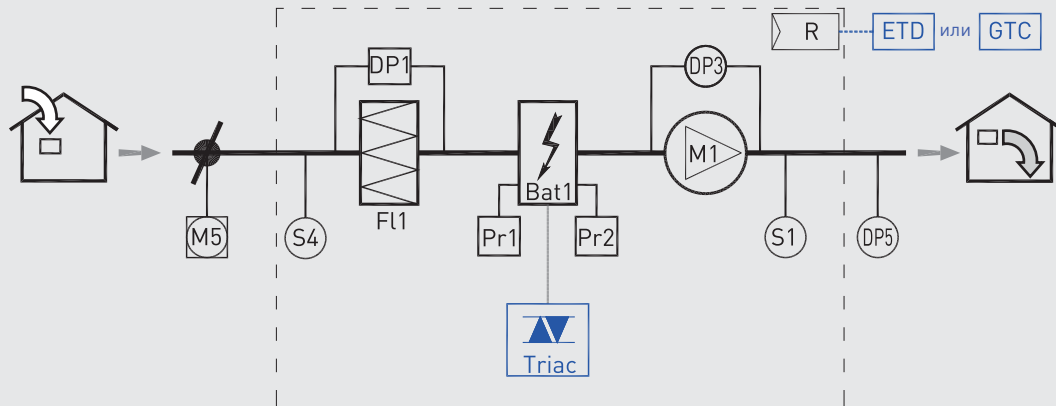 R ETD или GTC
DP1 DP3
M1
Bat1
Fl1
M5 S4 Pr1 Pr2 S1 DP5
Triac